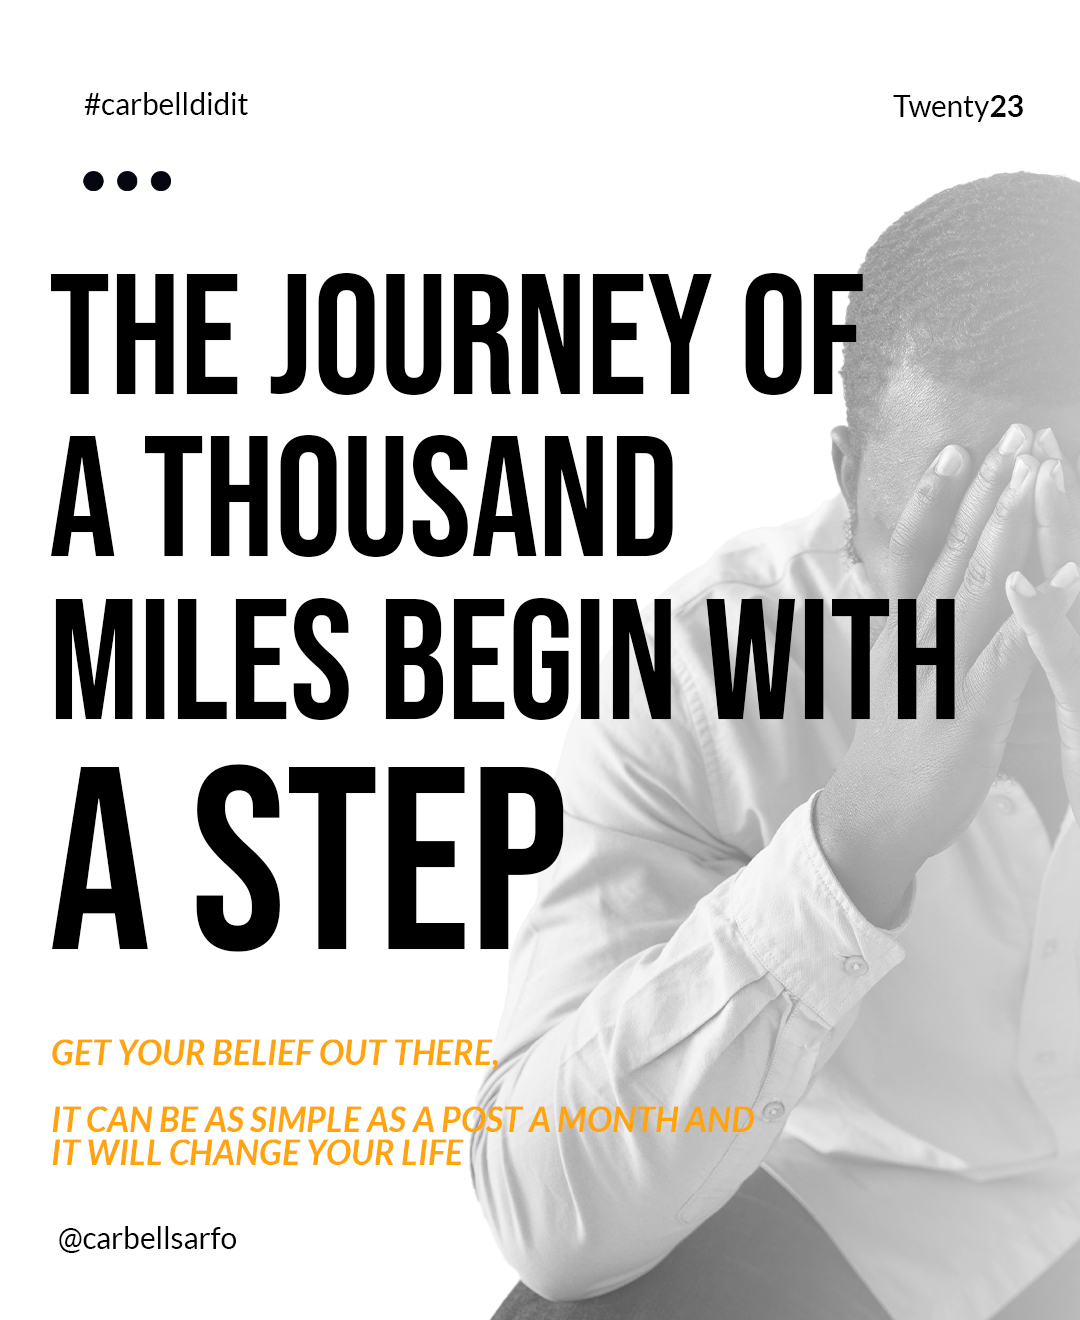 #carbelldidit
Twenty23
THE JOURNEY OF
A THOUSAND
MILES BEGIN WITH
A STEP
GET YOUR BELIEF OUT THERE,
IT CAN BE AS SIMPLE AS A POST A MONTH AND
IT WILL CHANGE YOUR LIFE
@carbellsarfo